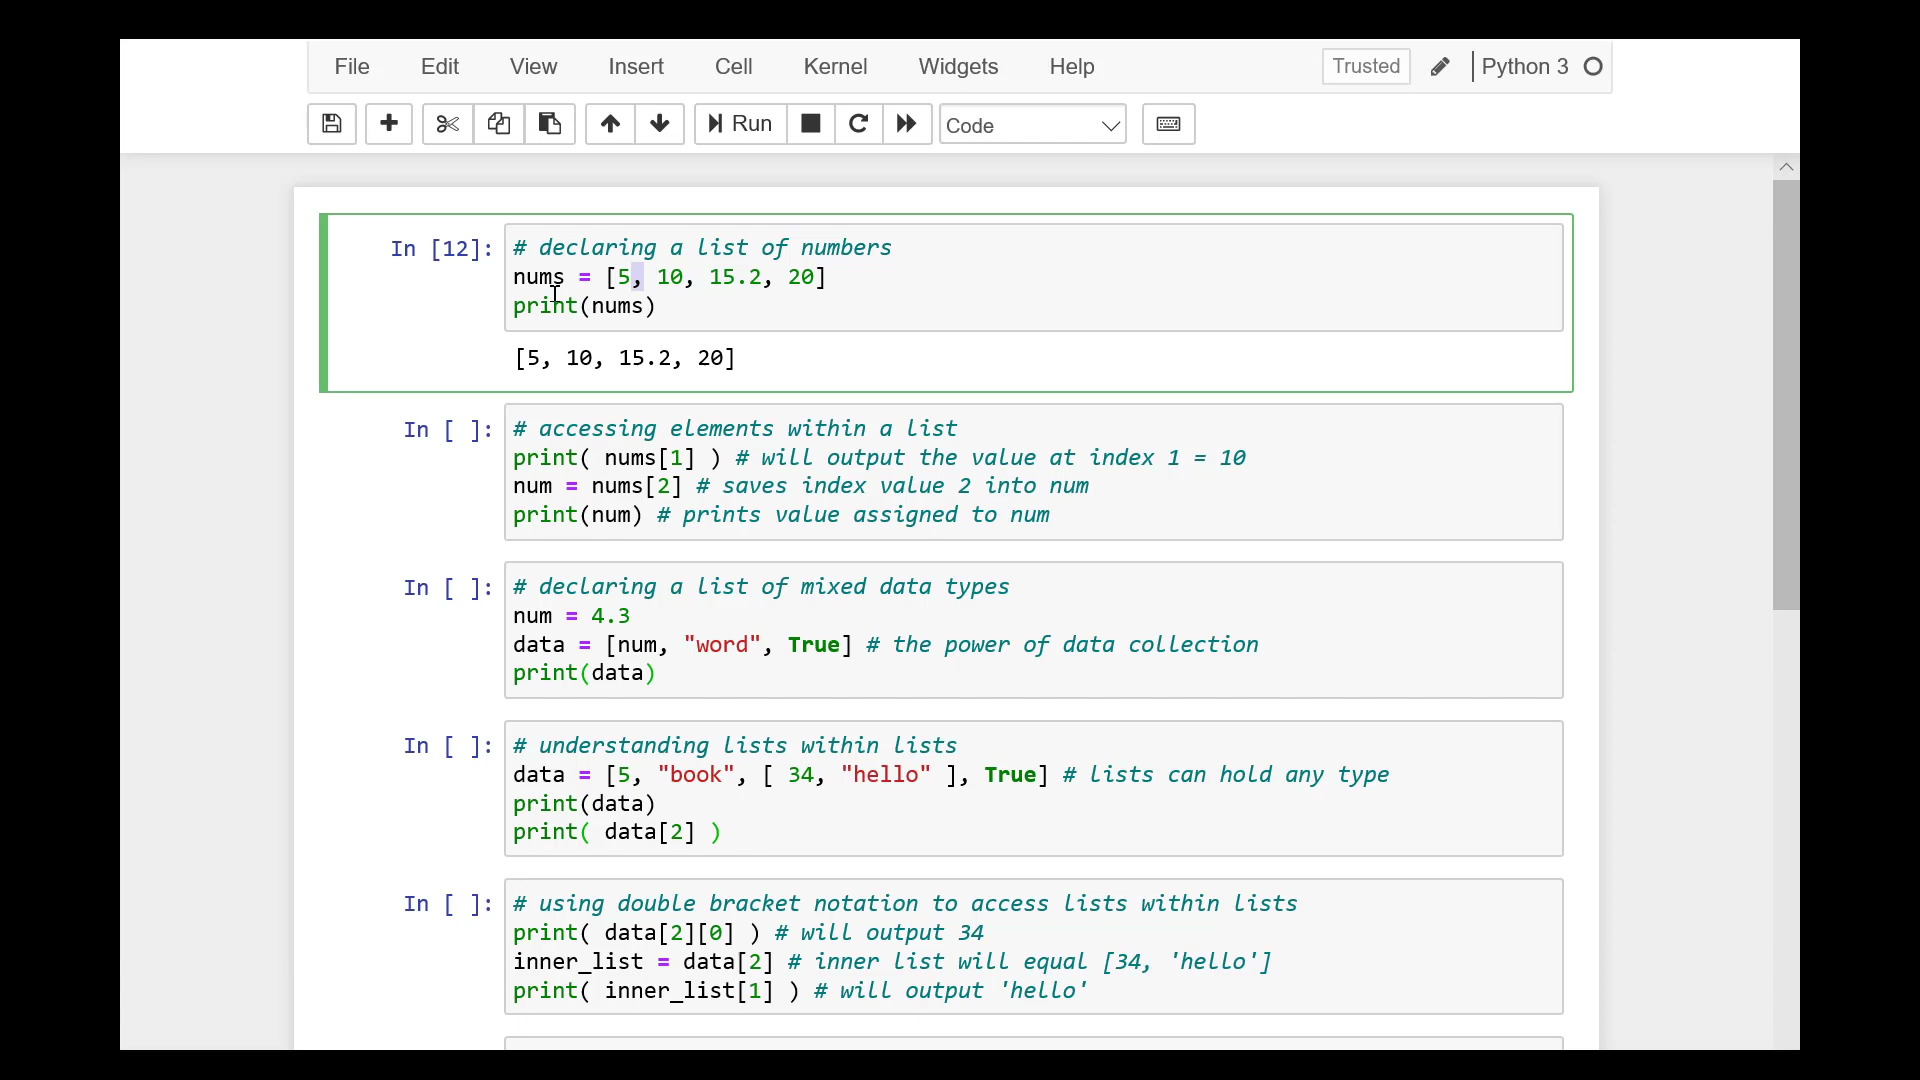 File Edit View Insert Cell Kernel Widgets Help Trusted Python 3
Run Code
In [12]: # declaring a list of numbers
nums = [5, 10, 15.2, 20]
print(nums)
[5, 10, 15.2, 20]
In [ ]: # accessing elements within a list
print( nums[1] ) # will output the value at index 1 = 10
num = nums[2] # saves index value 2 into num
print(num) # prints value assigned to num
In [ ]: # declaring a list of mixed data types
num = 4.3
data = [num, "word", True] # the power of data collection
print(data)
In [ ]: # understanding lists within lists
data = [5, "book", [ 34, "hello" ], True] # lists can hold any type
print(data)
print( data[2] )
In [ ]: # using double bracket notation to access lists within lists
print( data[2][0] ) # will output 34
inner_list = data[2] # inner list will equal [34, 'hello']
print( inner_list[1] ) # will output 'hello'